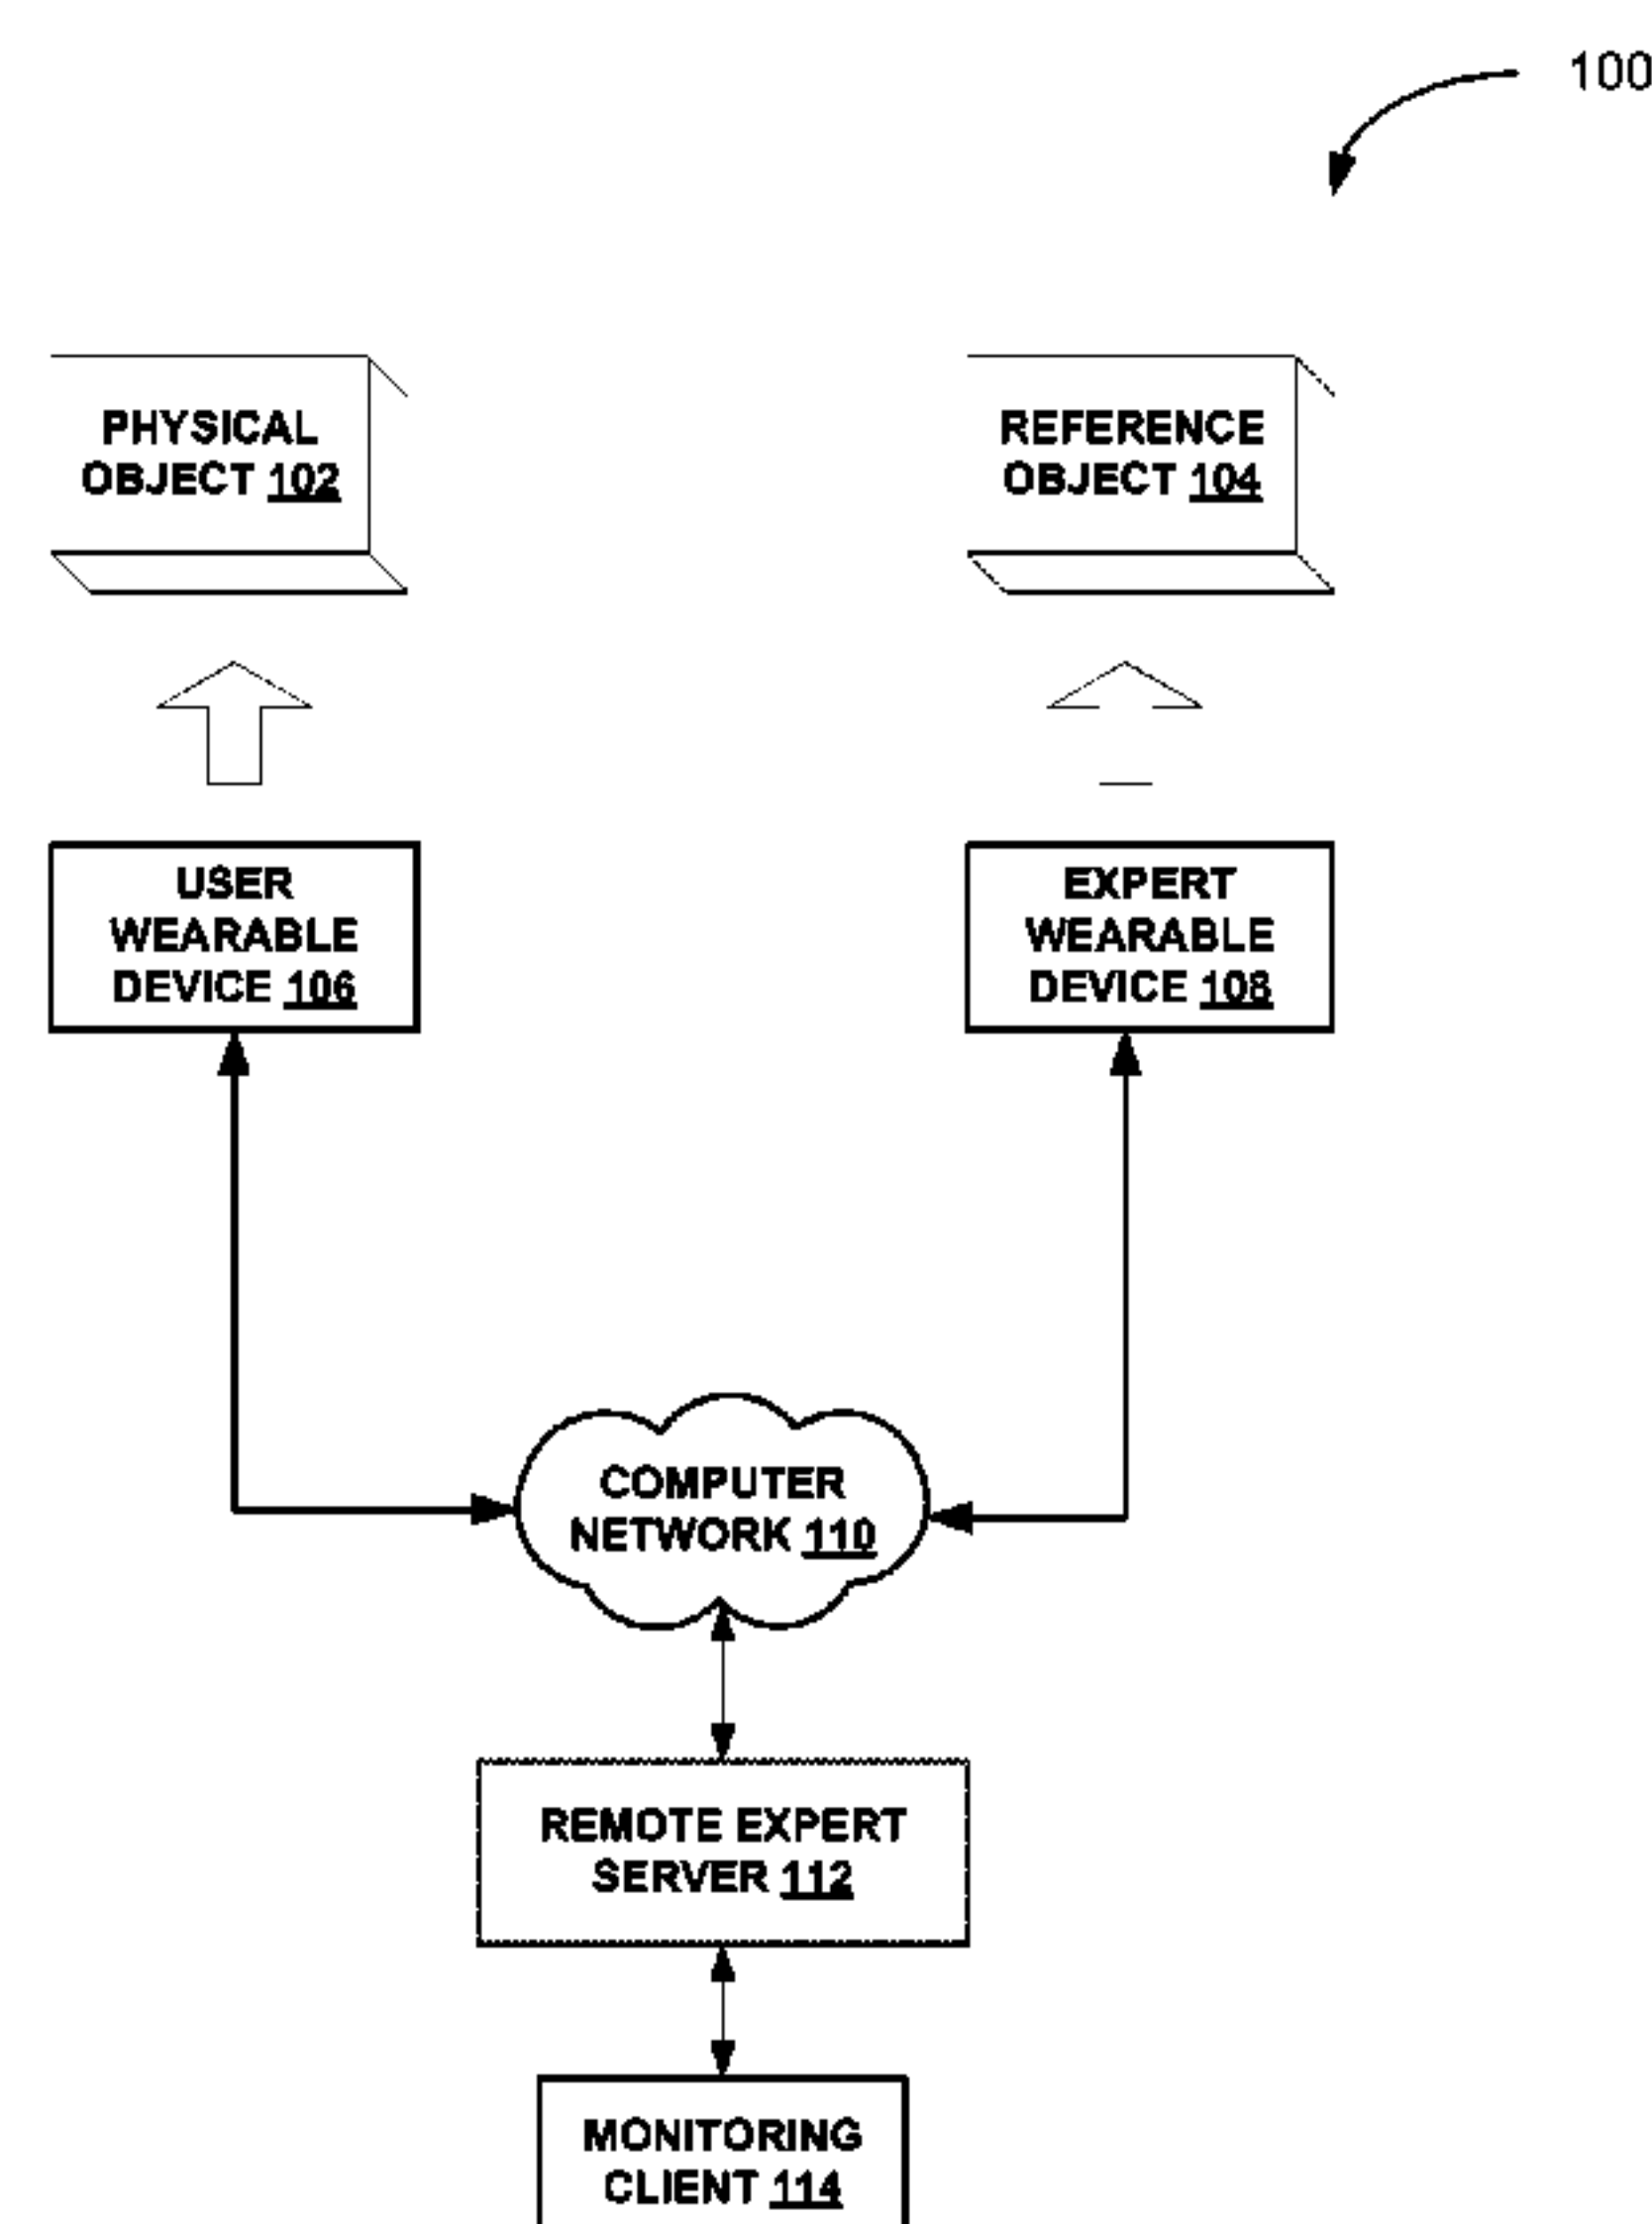 100
PHYSICAL
OBJECT 102
REFERENCE
OBJECT 104
USER
WEARABLE
DEVICE 106
EXPERT
WEARABLE
DEVICE 108
COMPUTER
NETWORK 110
REMOTE EXPERT
SERVER 112
MONITORING
CLIENT 114